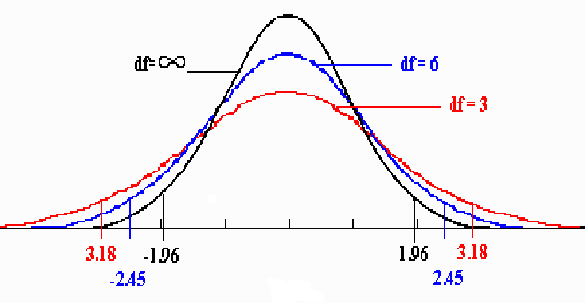 df= ∞
df = 6
df = 3
3.18 -1.96 1.96 3.18
-2.45 2.45